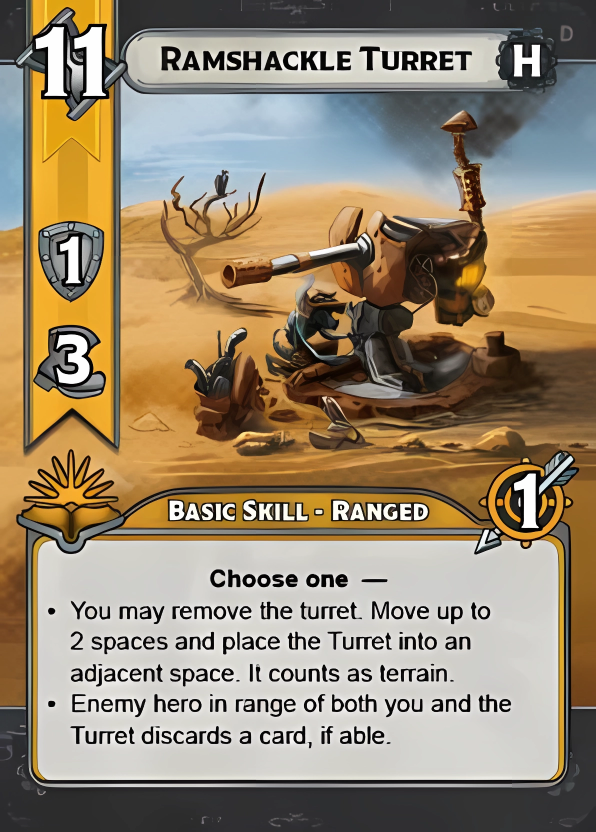 11
RAMSHACKLE TURRET
H
D
1
3
BASIC SKILL - RANGED
1
Choose one —
• You may remove the turret. Move up to
2 spaces and place the Turret into an
adjacent space. It counts as terrain.
• Enemy hero in range of both you and the
Turret discards a card, if able.